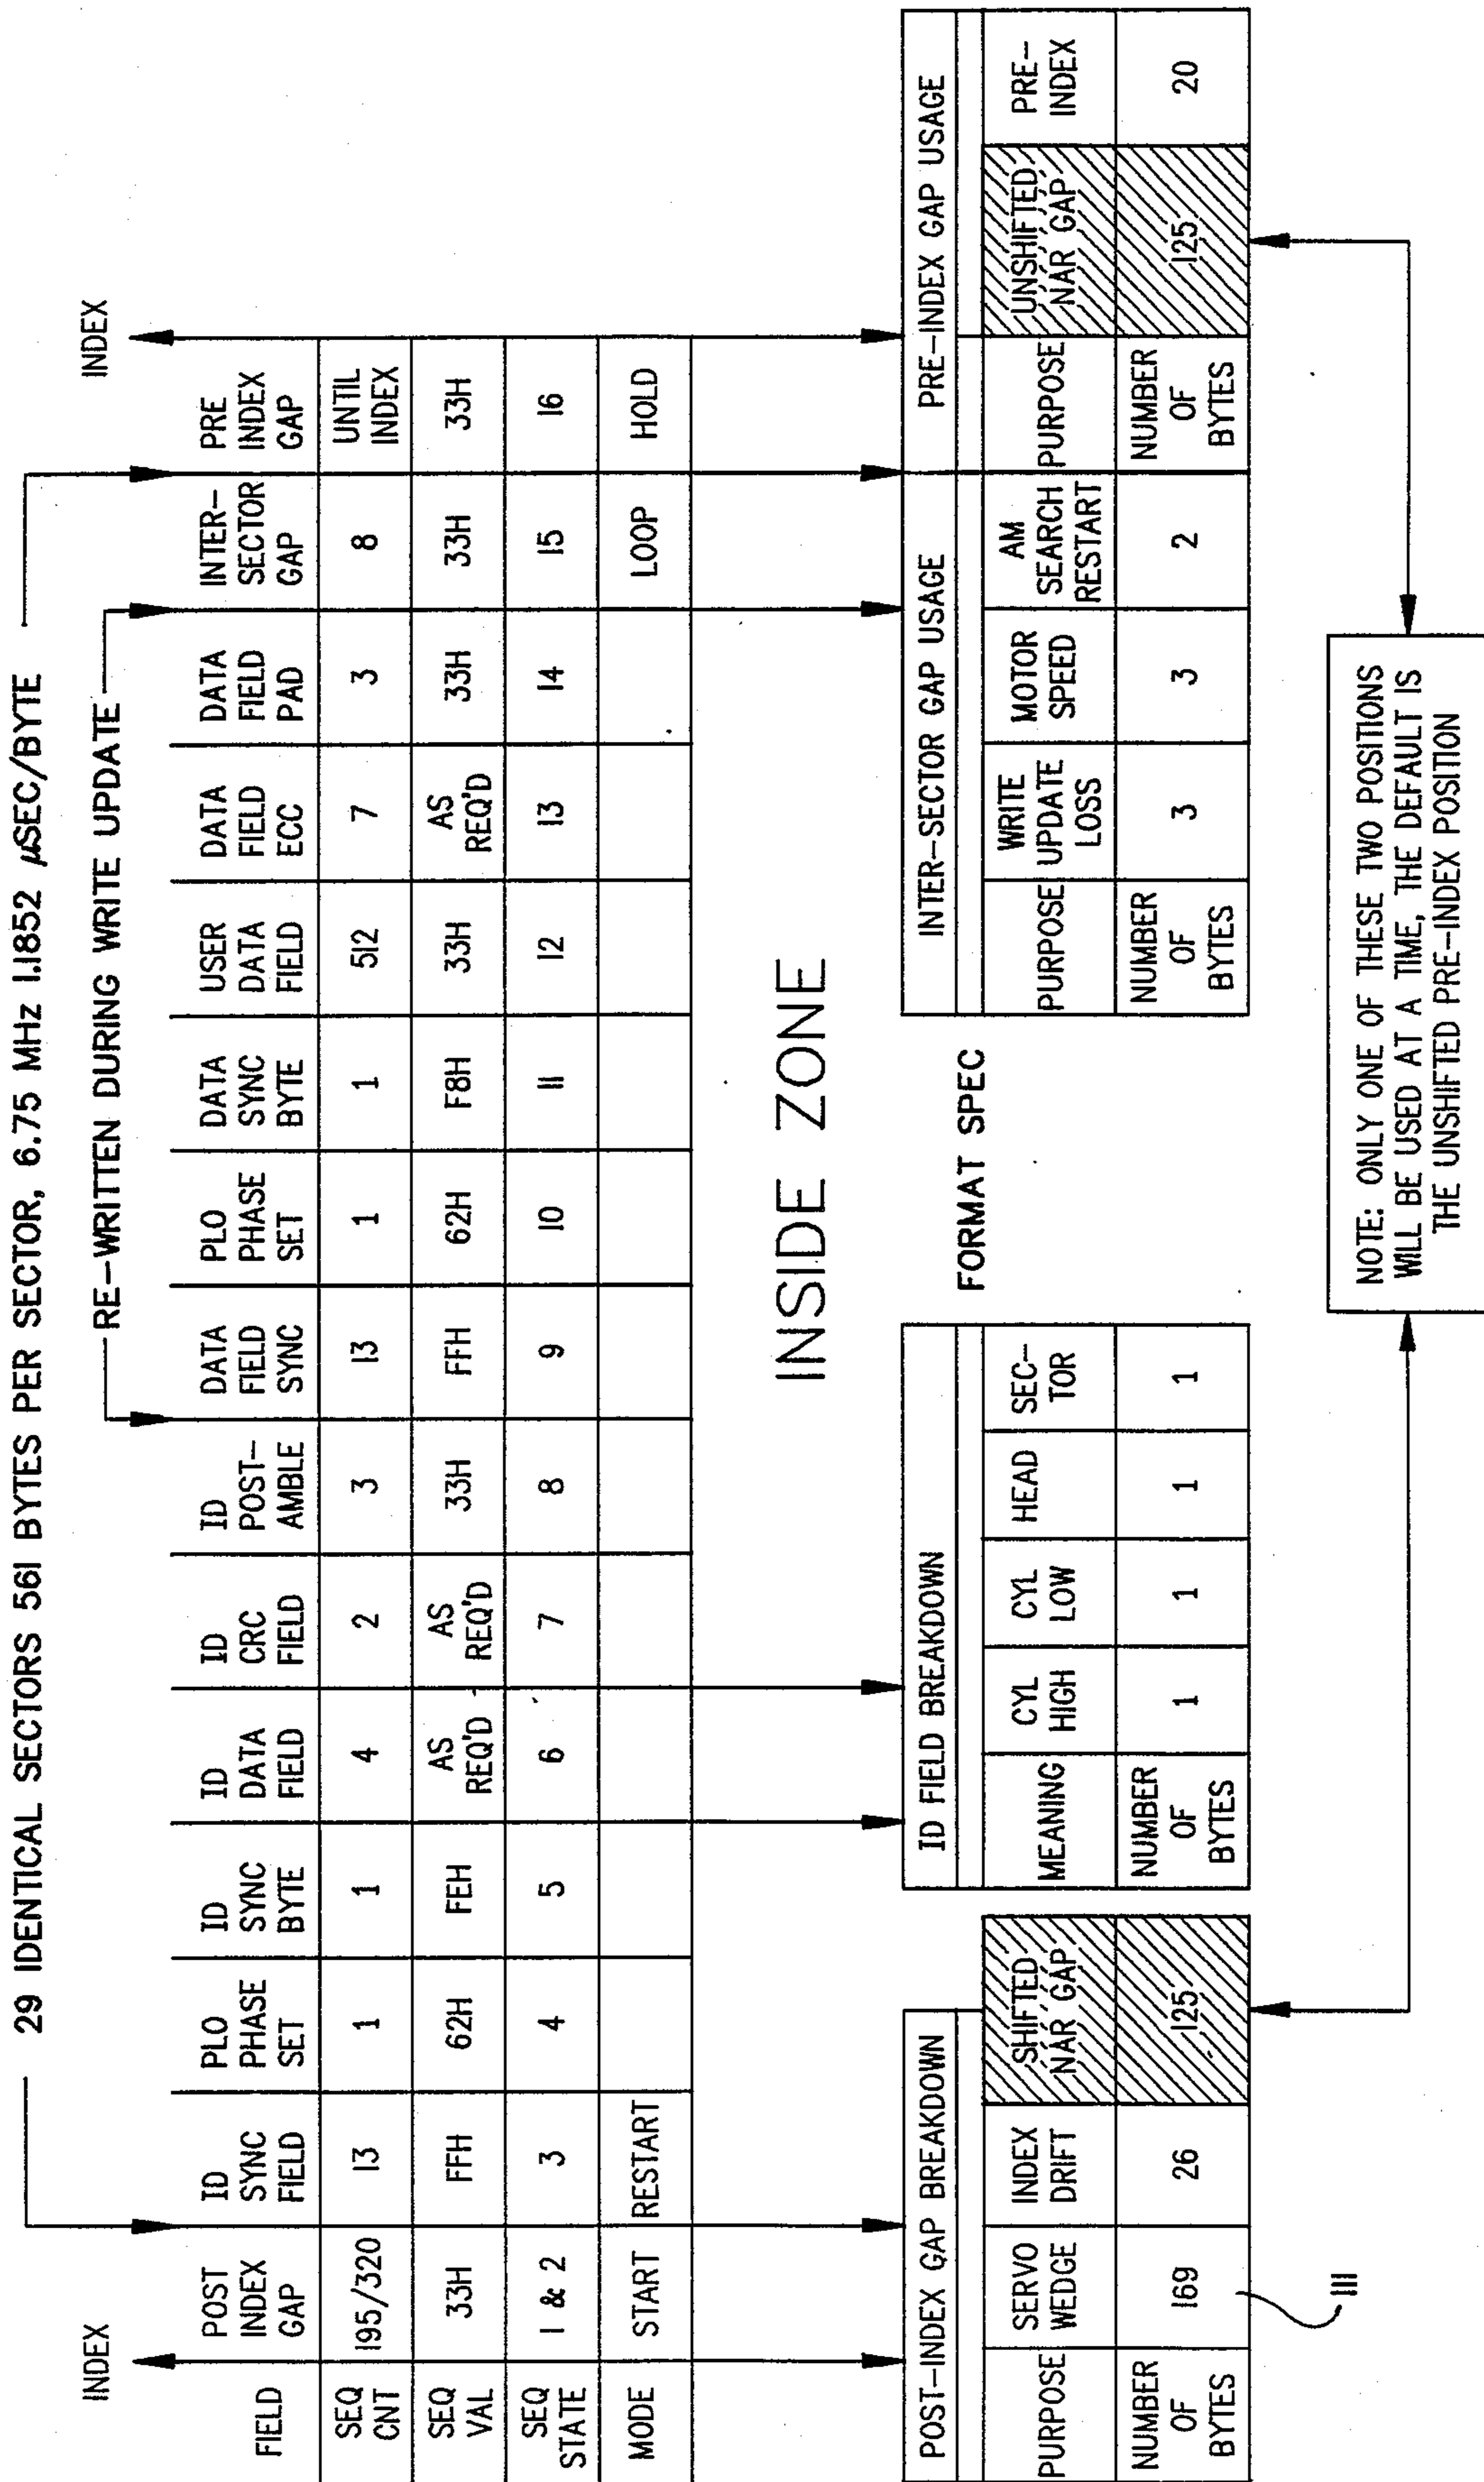 29 IDENTICAL SECTORS 561 BYTES PER SECTOR, 6.75 MHz 1.1852 µSEC/BYTE
RE-WRITTEN DURING WRITE UPDATE
INDEX
INDEX
FIELD
POST
INDEX
GAP
ID
SYNC
FIELD
PLO
PHASE
SET
ID
SYNC
BYTE
ID
DATA
FIELD
ID
CRC
FIELD
ID
POST-
AMBLE
DATA
FIELD
SYNC
PLO
PHASE
SET
DATA
SYNC
BYTE
USER
DATA
FIELD
DATA
FIELD
ECC
DATA
FIELD
PAD
INTER-
SECTOR
GAP
PRE
INDEX
GAP
SEQ
CNT
195/320
13
1
1
4
2
3
13
1
1
512
7
3
8
UNTIL
INDEX
SEQ
VAL
33H
FFH
62H
FEH
AS
REQ'D
AS
REQ'D
33H
FFH
62H
F8H
33H
AS
REQ'D
33H
33H
33H
SEQ
STATE
1 & 2
3
4
5
6
7
8
9
10
11
12
13
14
15
16
MODE
START
RESTART
LOOP
HOLD
INSIDE ZONE
FORMAT SPEC
POST-INDEX GAP BREAKDOWN
PURPOSE
SERVO
WEDGE
INDEX
DRIFT
SHIFTED
NAR GAP
NUMBER
OF
BYTES
169
26
125
111
ID FIELD BREAKDOWN
MEANING
CYL
HIGH
CYL
LOW
HEAD
SEC-
TOR
NUMBER
OF
BYTES
1
1
1
1
INTER-SECTOR GAP USAGE
PURPOSE
WRITE
UPDATE
LOSS
MOTOR
SPEED
AM
SEARCH
RESTART
NUMBER
OF
BYTES
3
3
2
PRE-INDEX GAP USAGE
PURPOSE
UNSHIFTED
NAR GAP
PRE-
INDEX
NUMBER
OF
BYTES
125
20
NOTE: ONLY ONE OF THESE TWO POSITIONS
WILL BE USED AT A TIME, THE DEFAULT IS
THE UNSHIFTED PRE-INDEX POSITION